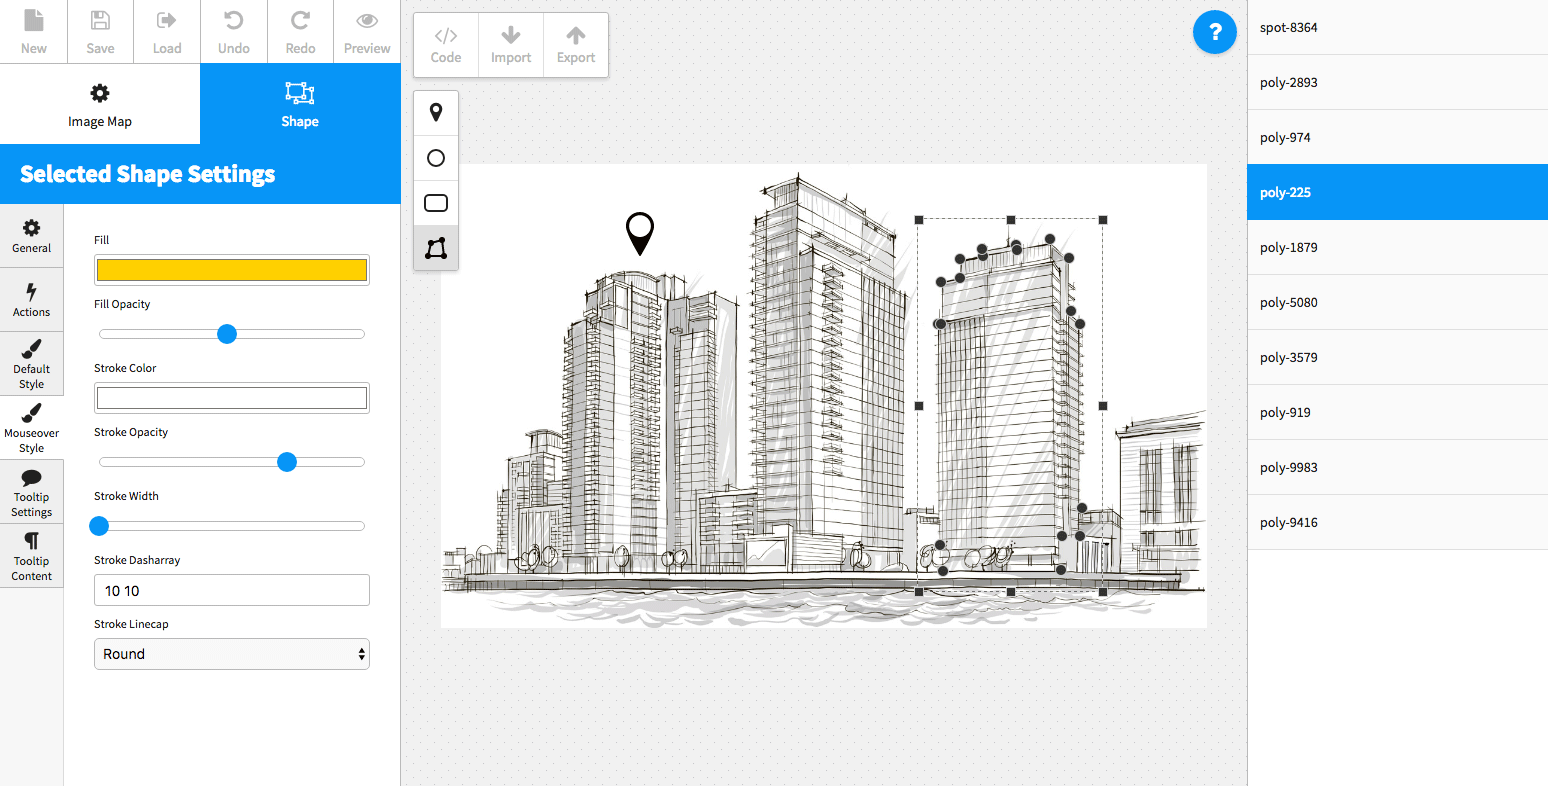 New
Save
Load
Undo
Redo
Preview
Image Map
Shape
Selected Shape Settings
General
Actions
Default
Style
Mouseover
Style
Tooltip
Settings
Tooltip
Content
Fill
Fill Opacity
Stroke Color
Stroke Opacity
Stroke Width
Stroke Dasharray
10 10
Stroke Linecap
Round
</> Code
Import
Export
?
spot-8364
poly-2893
poly-974
poly-225
poly-1879
poly-5080
poly-3579
poly-919
poly-9983
poly-9416